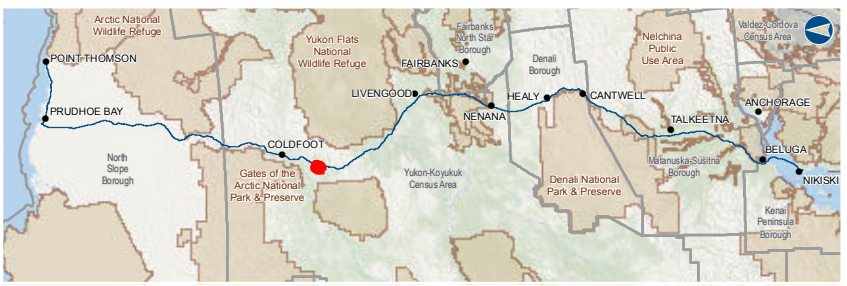 Arctic National
Wildlife Refuge
POINT THOMSON
PRUDHOE BAY
North
Slope
Borough
COLDFOOT
Gates of the
Arctic National
Park & Preserve
Yukon Flats
National
Wildlife Refuge
LIVENGOOD
FAIRBANKS
Fairbanks
North Star
Borough
NENANA
Yukon-Koyukuk
Census Area
HEALY
Denali
Borough
CANTWELL
Denali National
Park & Preserve
Nelchina
Public
Use Area
TALKEETNA
Matanuska-Susitna
Borough
Valdez-Cordova
Census Area
ANCHORAGE
BELUGA
NIKISKI
Kenai
Peninsula
Borough